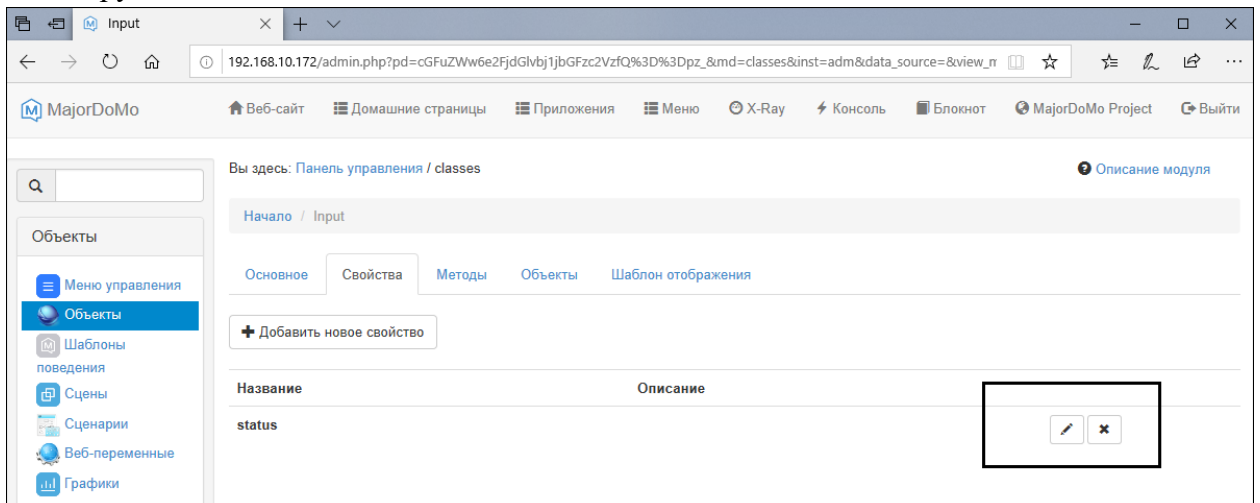 Input
192.168.10.172/admin.php?pd=cGFuZWw6e2FjdGlvbj1jbGFzc2VzfQ%3D%3Dpz_&md=classes&inst=adm&data_source=&view_m
MajorDoMo
Веб-сайт Домашние страницы Приложения Меню X-Ray Консоль Блокнот MajorDoMo Project Выйти
Вы здесь: Панель управления / classes
Описание модуля
Начало / Input
Объекты
Основное Свойства Методы Объекты Шаблон отображения
Меню управления
Объекты
Шаблоны
поведения
Сцены
Сценарии
Веб-переменные
Графики
Добавить новое свойство
Название Описание
status